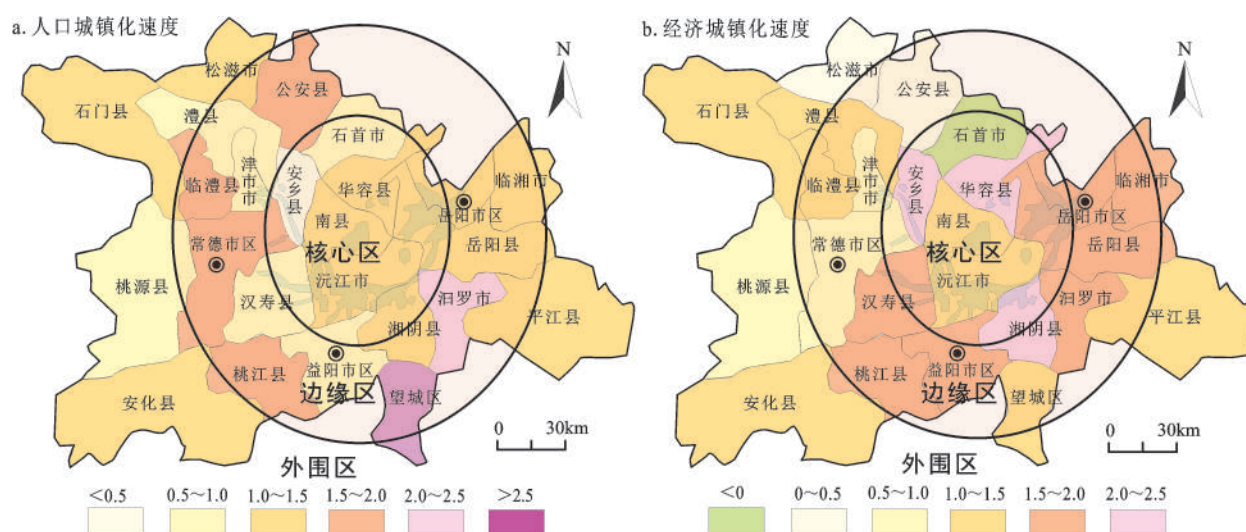 a.人口城镇化速度
N
松滋市
公安县
石门县
澧县
石首市
津市市
安乡县
临澧县
华容县
临湘市
南县
岳阳市区
常德市区
核心区
岳阳县
沅江市
桃源县
汉寿县
汨罗市
湘阴县
平江县
益阳市区
桃江县
边缘区
望城区
安化县
0 30km
外围区
<0.5 0.5~1.0 1.0~1.5 1.5~2.0 2.0~2.5 >2.5
b.经济城镇化速度
N
松滋市
公安县
石门县
澧县
石首市
津市市
安乡县
临澧县
华容县
临湘市
南县
岳阳市区
常德市区
核心区
岳阳县
沅江市
桃源县
汉寿县
汨罗市
湘阴县
平江县
益阳市区
桃江县
边缘区
望城区
安化县
0 30km
外围区
<0 0~0.5 0.5~1.0 1.0~1.5 1.5~2.0 2.0~2.5